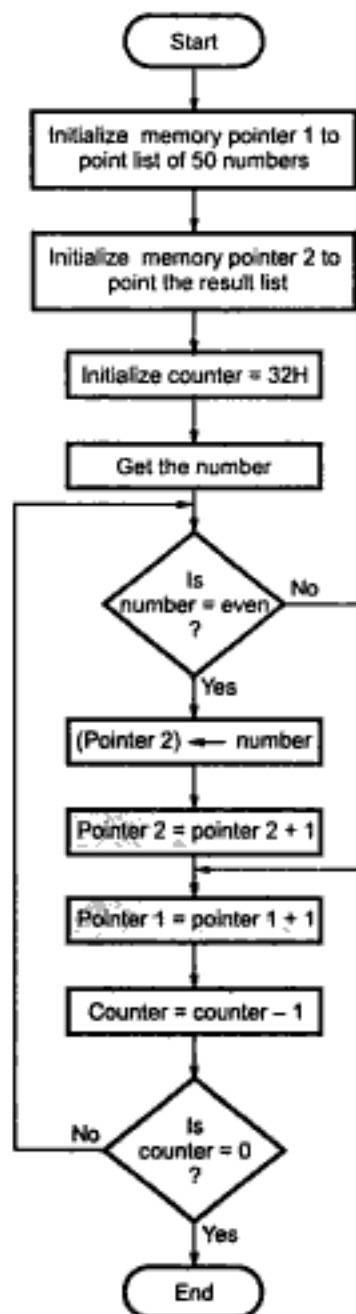 Start
Initialize memory pointer 1 to
point list of 50 numbers
Initialize memory pointer 2 to
point the result list
Initialize counter = 32H
Get the number
Is
number = even
?
No
Yes
(Pointer 2) ← number
Pointer 2 = pointer 2 + 1
Pointer 1 = pointer 1 + 1
Counter = counter – 1
Is
counter = 0
?
No
Yes
End